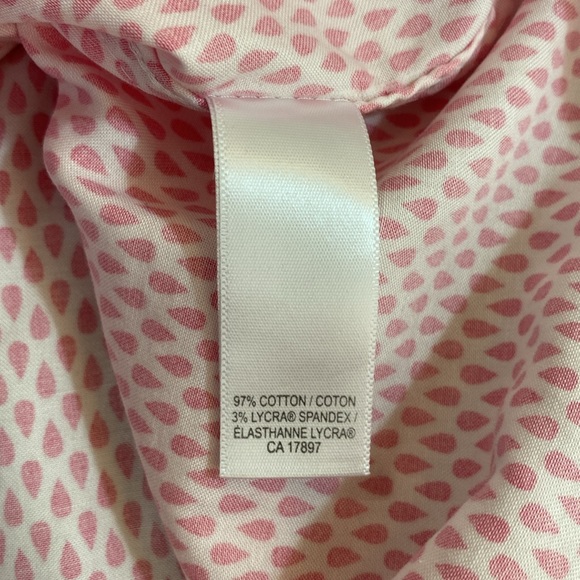 97% COTTON / COTON
3% LYCRA® SPANDEX /
ÉLASTHANNE LYCRA®
CA 17897